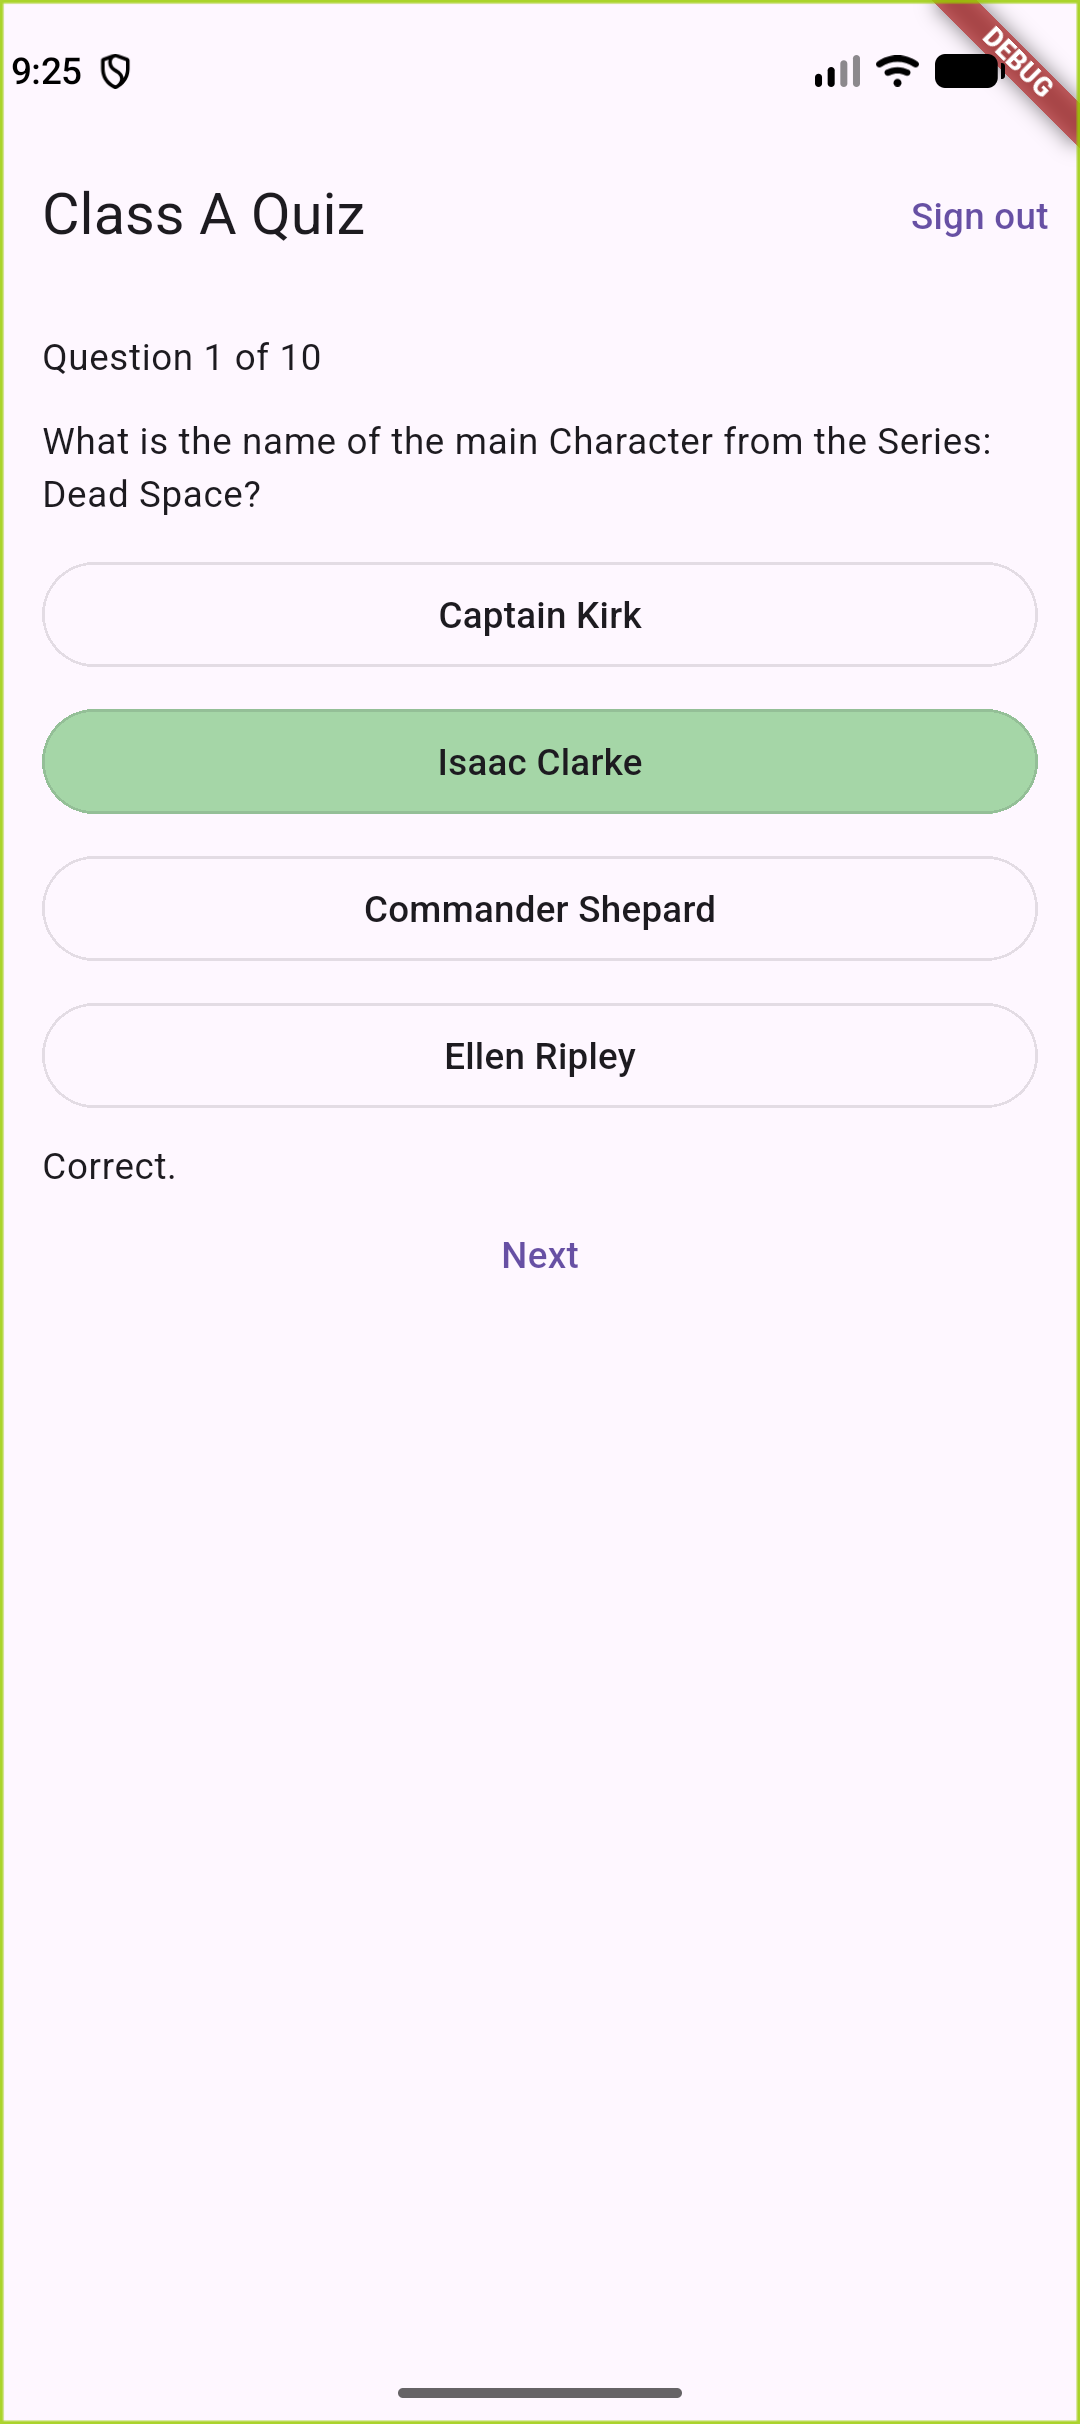 9:25
DEBUG
Class A Quiz
Sign out
Question 1 of 10
What is the name of the main Character from the Series:
Dead Space?
Captain Kirk
Isaac Clarke
Commander Shepard
Ellen Ripley
Correct.
Next